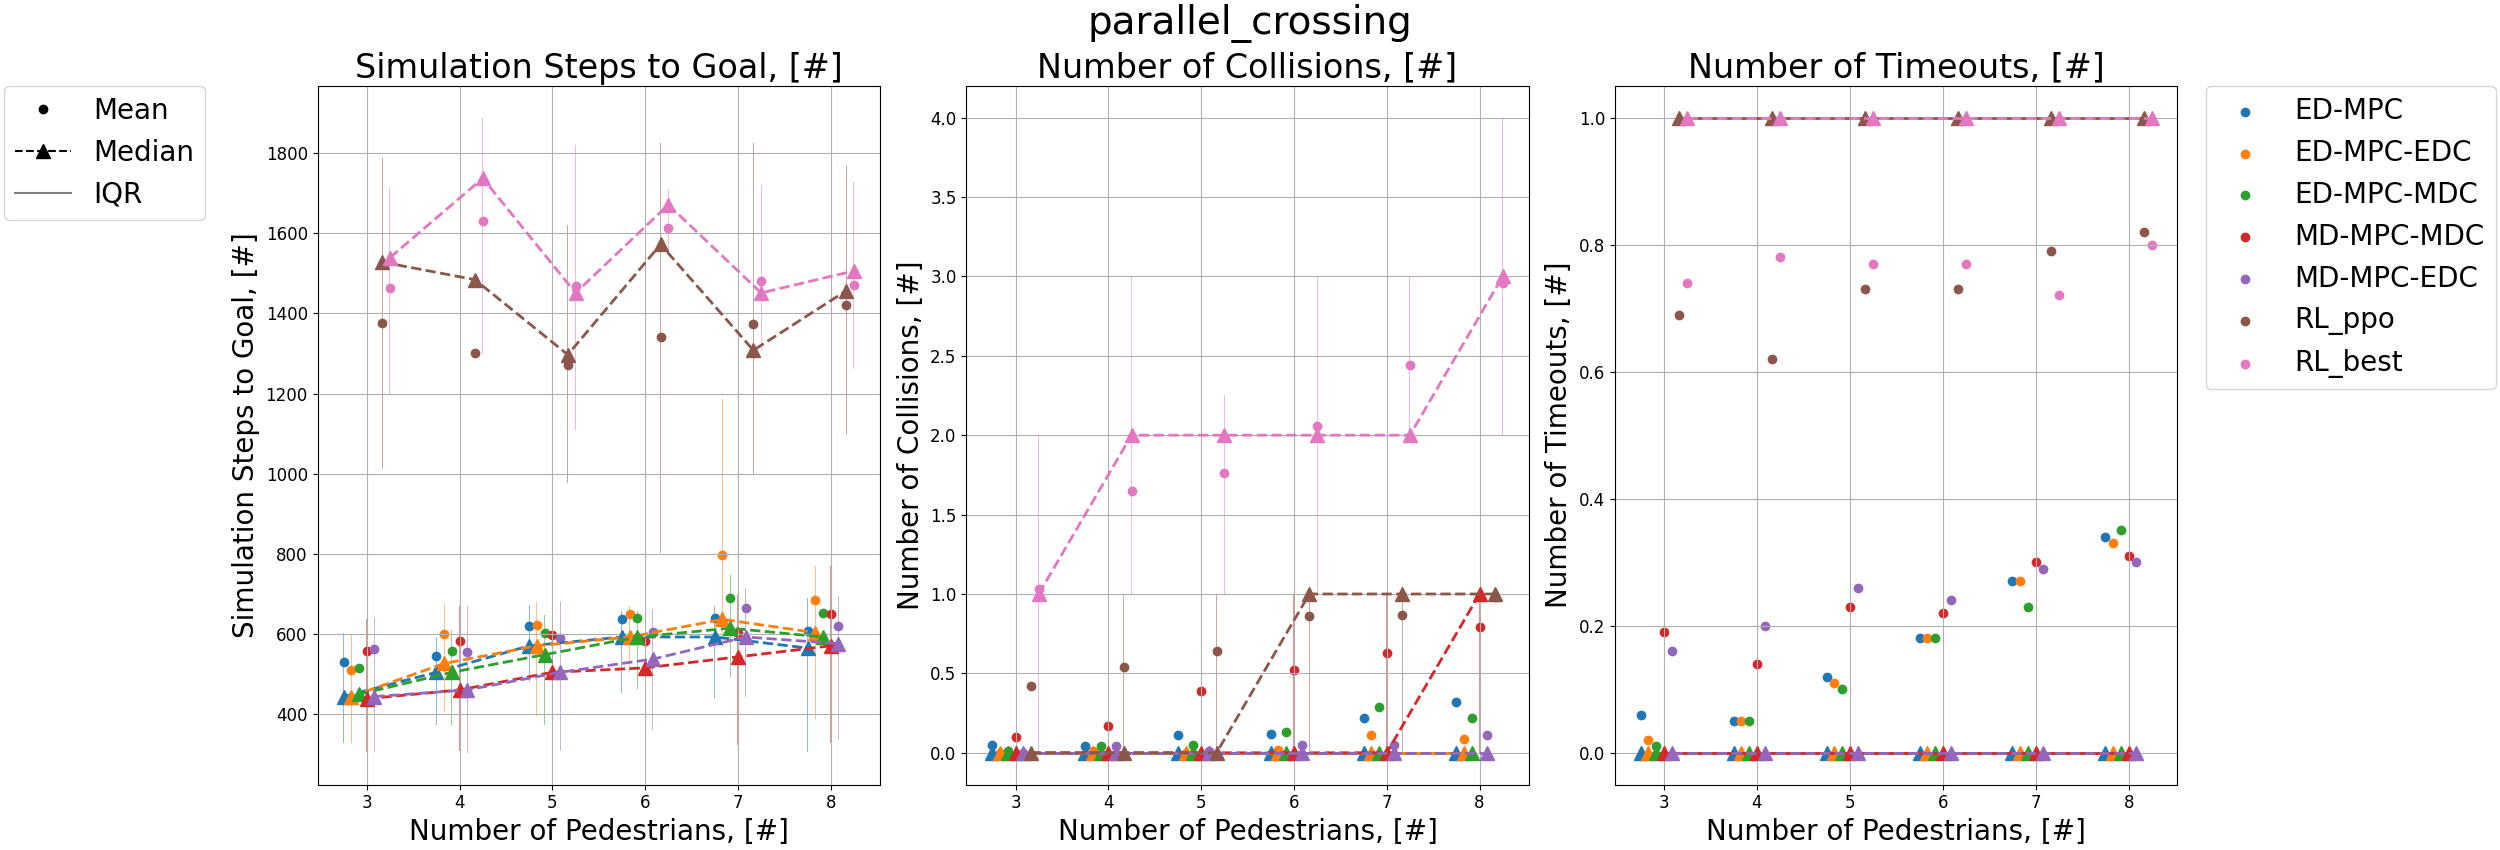 parallel_crossing
Mean
Median
IQR
Simulation Steps to Goal, [#]
Simulation Steps to Goal, [#]
1800
1600
1400
1200
1000
800
600
400
3 4 5 6 7 8
Number of Pedestrians, [#]
Number of Collisions, [#]
Number of Collisions, [#]
4.0
3.5
3.0
2.5
2.0
1.5
1.0
0.5
0.0
3 4 5 6 7 8
Number of Pedestrians, [#]
Number of Timeouts, [#]
Number of Timeouts, [#]
1.0
0.8
0.6
0.4
0.2
0.0
3 4 5 6 7 8
Number of Pedestrians, [#]
ED-MPC
ED-MPC-EDC
ED-MPC-MDC
MD-MPC-MDC
MD-MPC-EDC
RL_ppo
RL_best